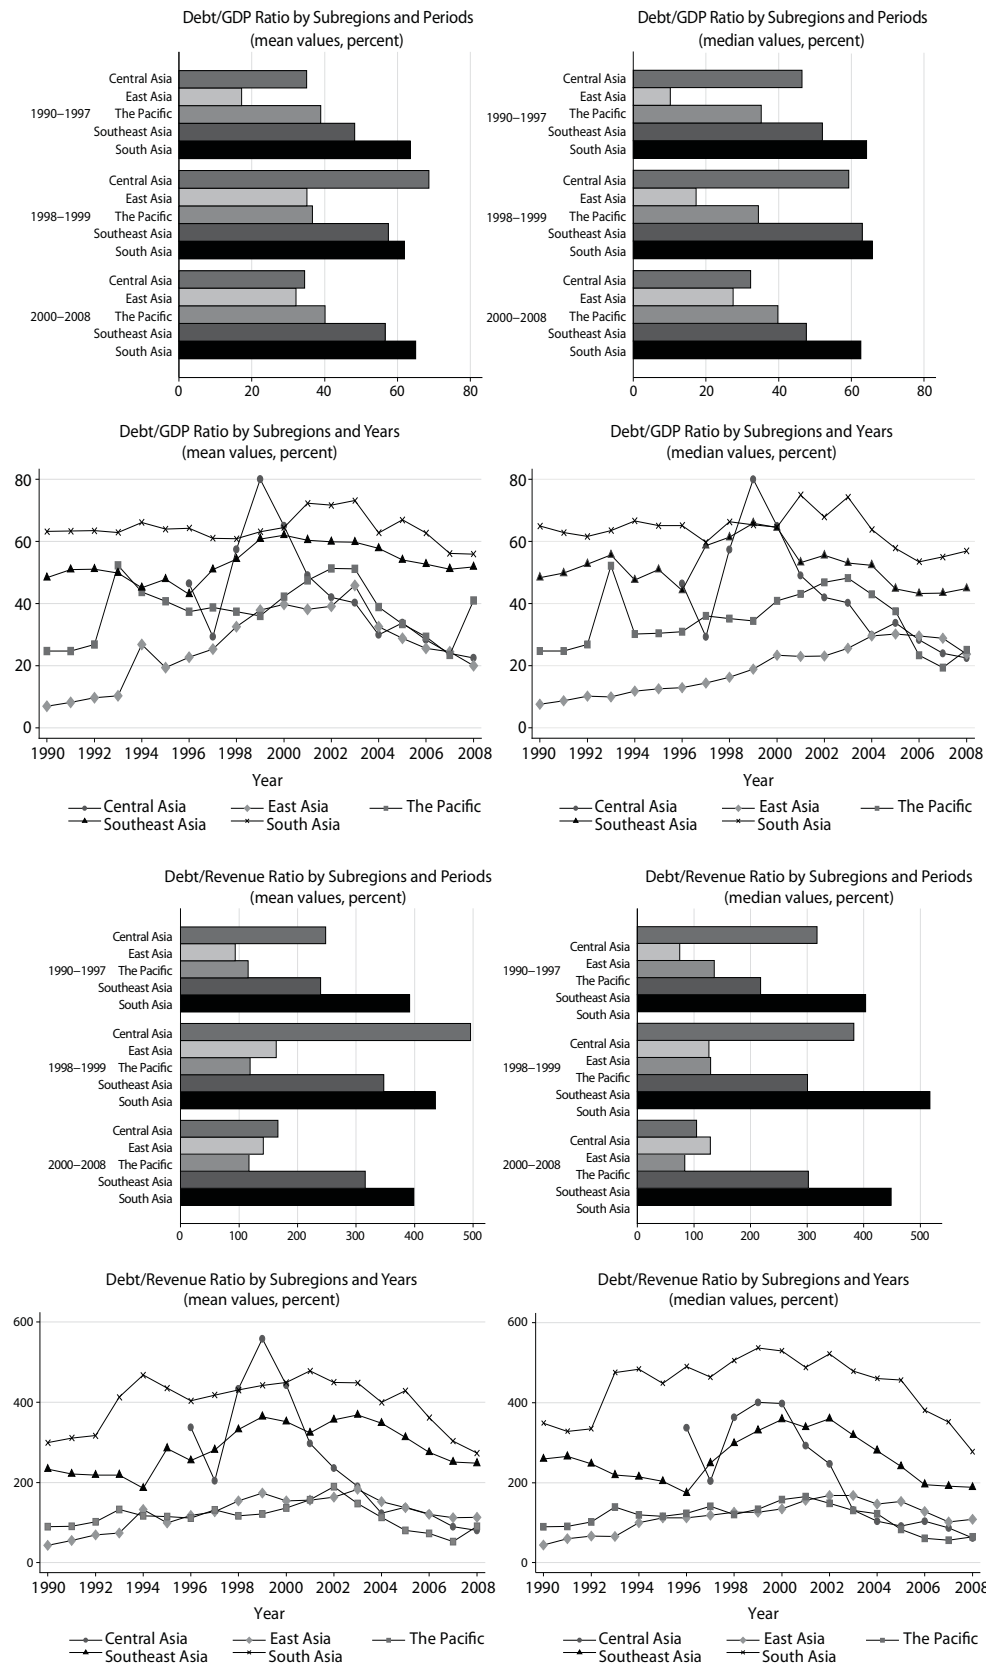 Debt/GDP Ratio by Subregions and Periods
(mean values, percent)
Central Asia
East Asia
1990–1997 The Pacific
Southeast Asia
South Asia
Central Asia
East Asia
1998–1999 The Pacific
Southeast Asia
South Asia
Central Asia
East Asia
2000–2008 The Pacific
Southeast Asia
South Asia
0 20 40 60 80
Debt/GDP Ratio by Subregions and Periods
(median values, percent)
Central Asia
East Asia
1990–1997 The Pacific
Southeast Asia
South Asia
Central Asia
East Asia
1998–1999 The Pacific
Southeast Asia
South Asia
Central Asia
East Asia
2000–2008 The Pacific
Southeast Asia
South Asia
0 20 40 60 80
Debt/GDP Ratio by Subregions and Years
(mean values, percent)
80
60
40
20
0
1990 1992 1994 1996 1998 2000 2002 2004 2006 2008
Year
Central Asia East Asia The Pacific
Southeast Asia South Asia
Debt/GDP Ratio by Subregions and Years
(median values, percent)
80
60
40
20
0
1990 1992 1994 1996 1998 2000 2002 2004 2006 2008
Year
Central Asia East Asia The Pacific
Southeast Asia South Asia
Debt/Revenue Ratio by Subregions and Periods
(mean values, percent)
Central Asia
East Asia
1990–1997 The Pacific
Southeast Asia
South Asia
Central Asia
East Asia
1998–1999 The Pacific
Southeast Asia
South Asia
Central Asia
East Asia
2000–2008 The Pacific
Southeast Asia
South Asia
0 100 200 300 400 500
Debt/Revenue Ratio by Subregions and Periods
(median values, percent)
Central Asia
East Asia
1990–1997
The Pacific
Southeast Asia
South Asia
Central Asia
East Asia
1998–1999
The Pacific
Southeast Asia
South Asia
Central Asia
East Asia
2000–2008
The Pacific
Southeast Asia
South Asia
0 100 200 300 400 500
Debt/Revenue Ratio by Subregions and Years
(mean values, percent)
600
400
200
0
1990 1992 1994 1996 1998 2000 2002 2004 2006 2008
Year
Central Asia East Asia The Pacific
Southeast Asia South Asia
Debt/Revenue Ratio by Subregions and Years
(median values, percent)
600
400
200
0
1990 1992 1994 1996 1998 2000 2002 2004 2006 2008
Year
Central Asia East Asia The Pacific
Southeast Asia South Asia